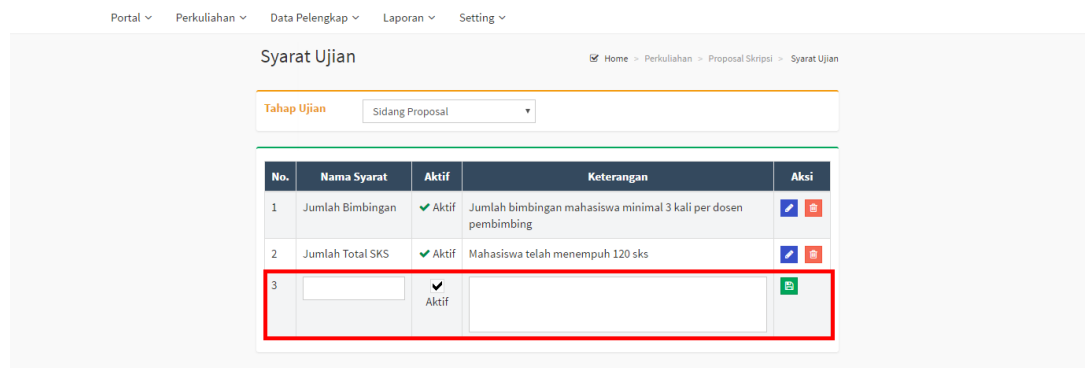 Portal Perkuliahan Data Pelengkap Laporan Setting
Syarat Ujian
Home > Perkuliahan > Proposal Skripsi > Syarat Ujian
Tahap Ujian Sidang Proposal
No. Nama Syarat Aktif Keterangan Aksi
1 Jumlah Bimbingan Aktif Jumlah bimbingan mahasiswa minimal 3 kali per dosen
pembimbing
2 Jumlah Total SKS Aktif Mahasiswa telah menempuh 120 sks
3
Aktif